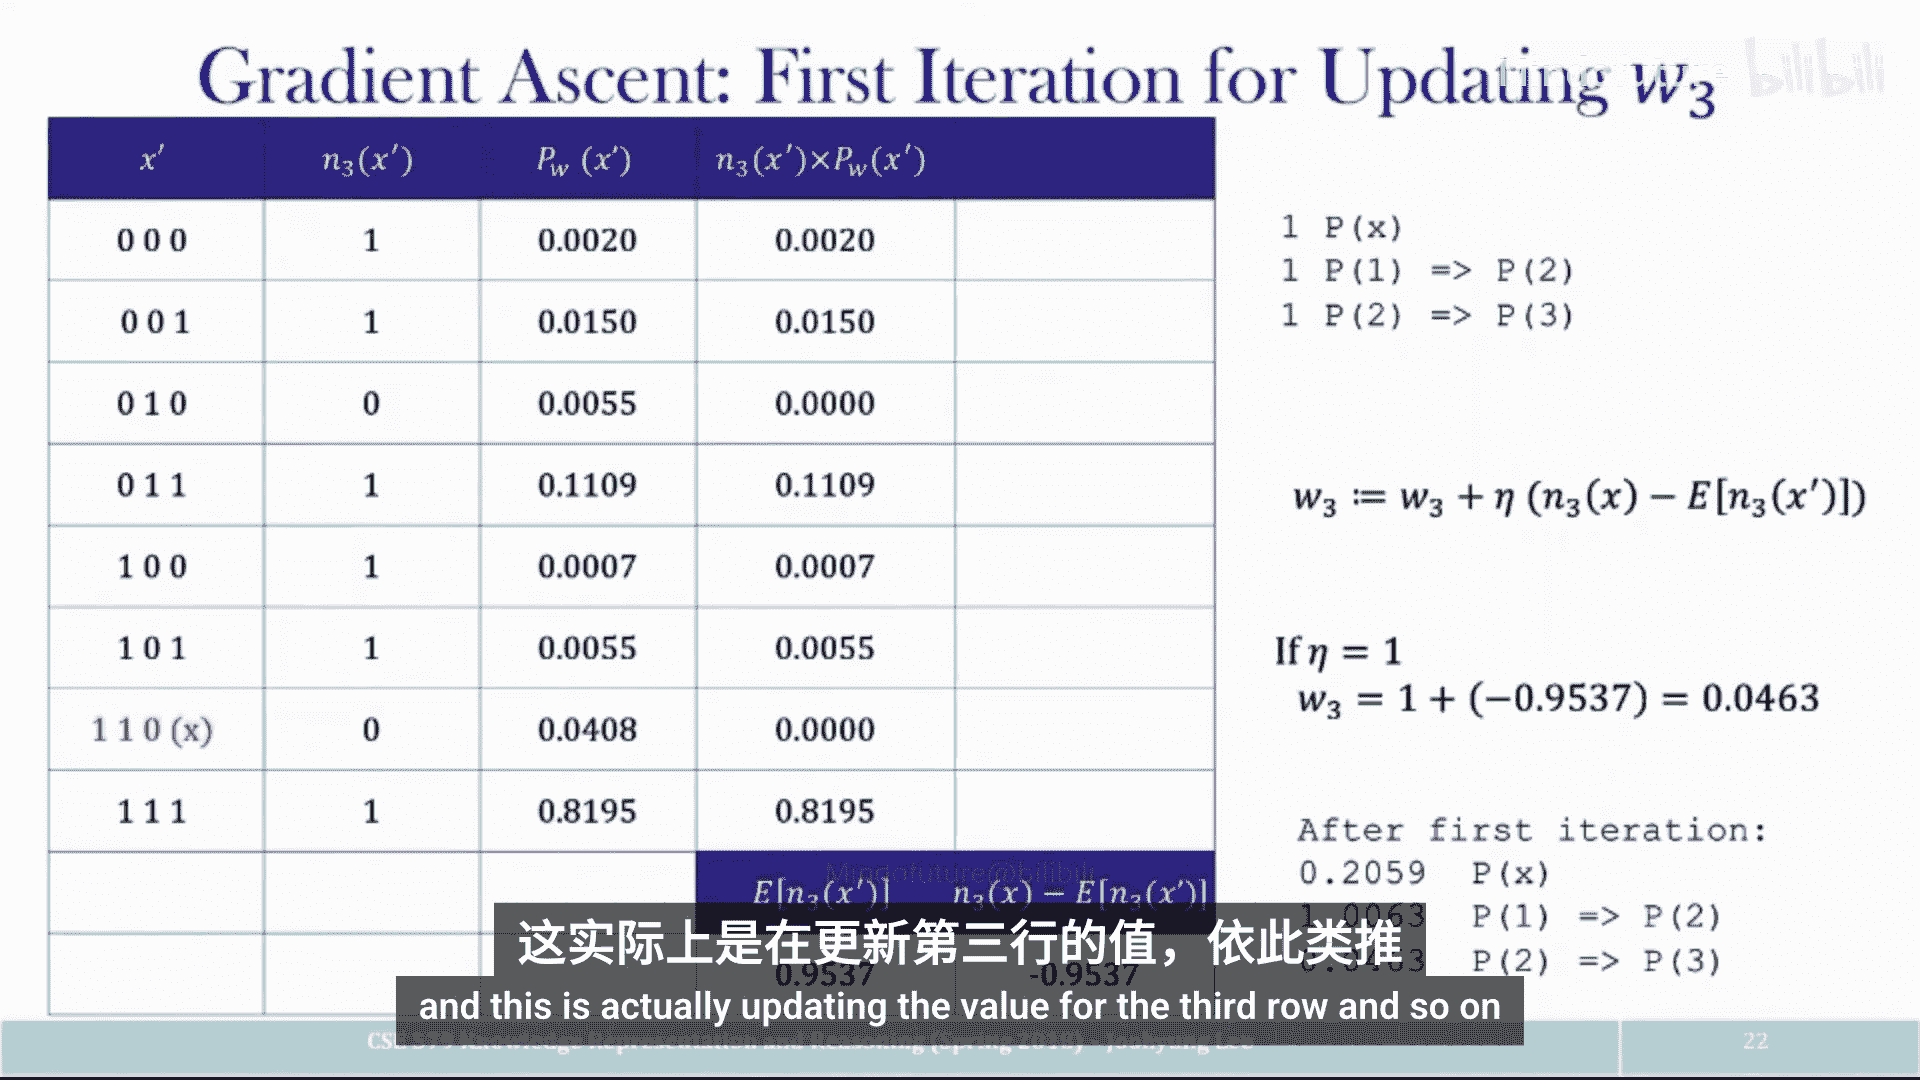 Gradient Ascent: First Iteration for Updating w₃
bilibili
x′ n₃(x′) P_w (x′) n₃(x′)×P_w(x′)
0 0 0 1 0.0020 0.0020
0 0 1 1 0.0150 0.0150
0 1 0 0 0.0055 0.0000
0 1 1 1 0.1109 0.1109
1 0 0 1 0.0007 0.0007
1 0 1 1 0.0055 0.0055
1 1 0 (x) 0 0.0408 0.0000
1 1 1 1 0.8195 0.8195
E[n₃(x′)] n₃(x) − E[n₃(x′)]
0.9537 -0.9537
1 P(x)
1 P(1) => P(2)
1 P(2) => P(3)
w₃ ≔ w₃ + η (n₃(x) − E[n₃(x′)])
If η = 1
w₃ = 1 + (−0.9537) = 0.0463
After first iteration:
0.2059 P(x)
1.0063 P(1) => P(2)
P(2) => P(3)
这实际上是在更新第三行的值，依此类推
and this is actually updating the value for the third row and so on
22